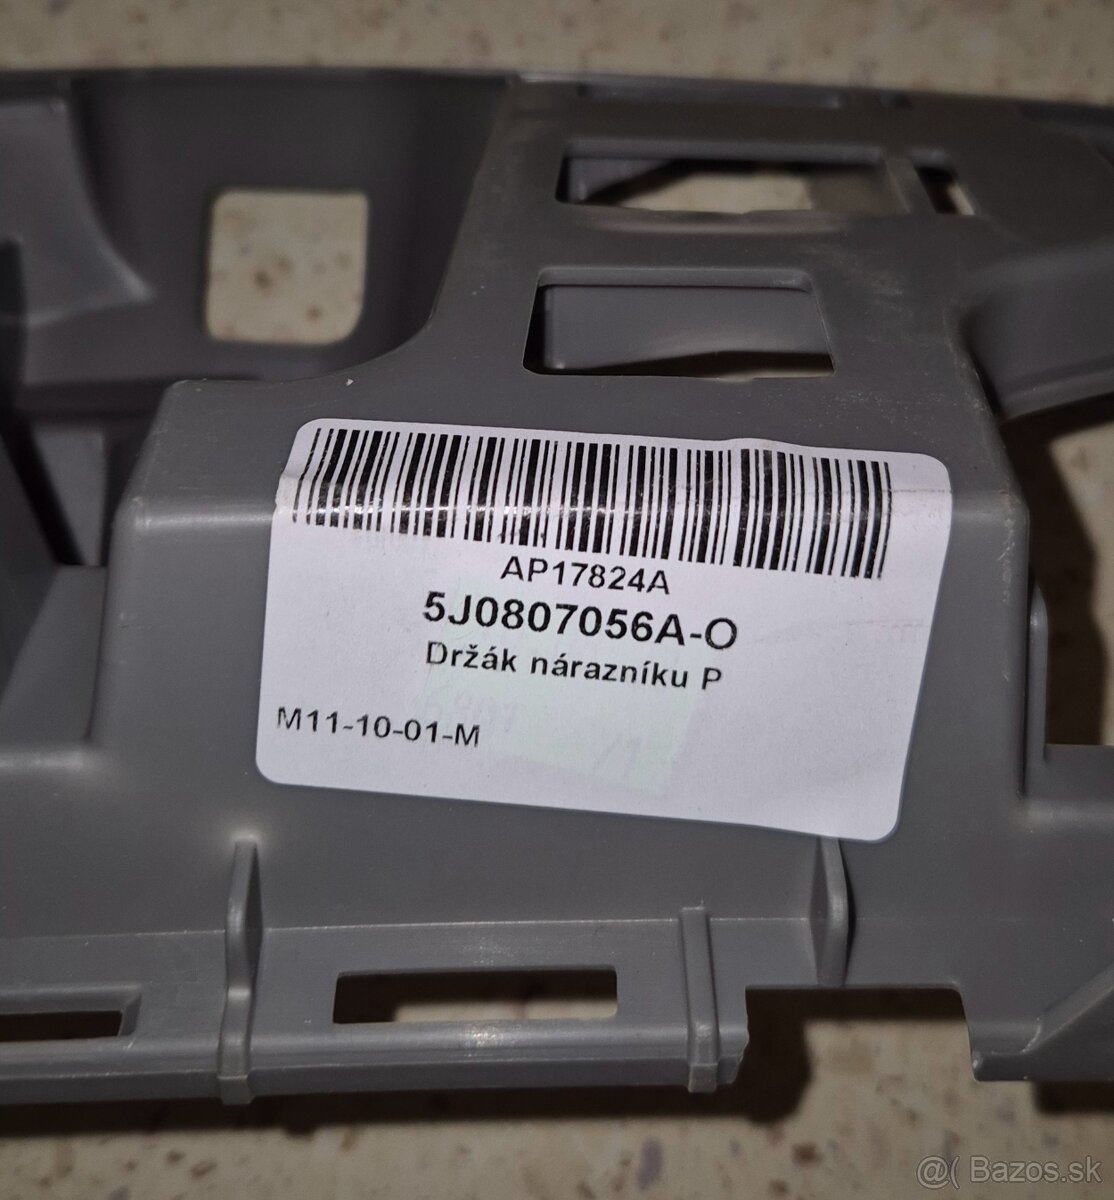 AP17824A
5J0807056A-O
Držák nárazníku P
M11-10-01-M
@( Bazos.sk